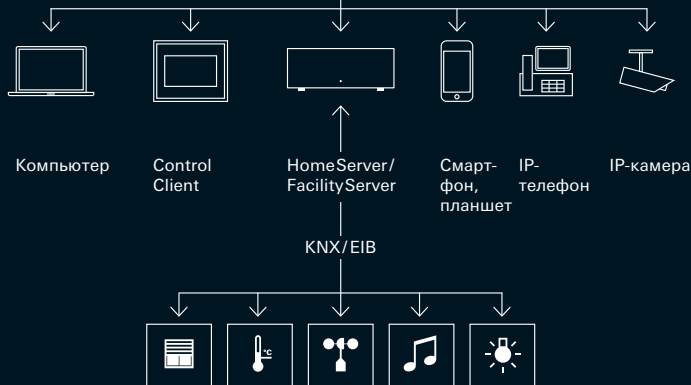 Компьютер
Control
Client
HomeServer/
FacilityServer
Смарт-
фон,
планшет
IP-
телефон
IP-камера
KNX/EIB
°C